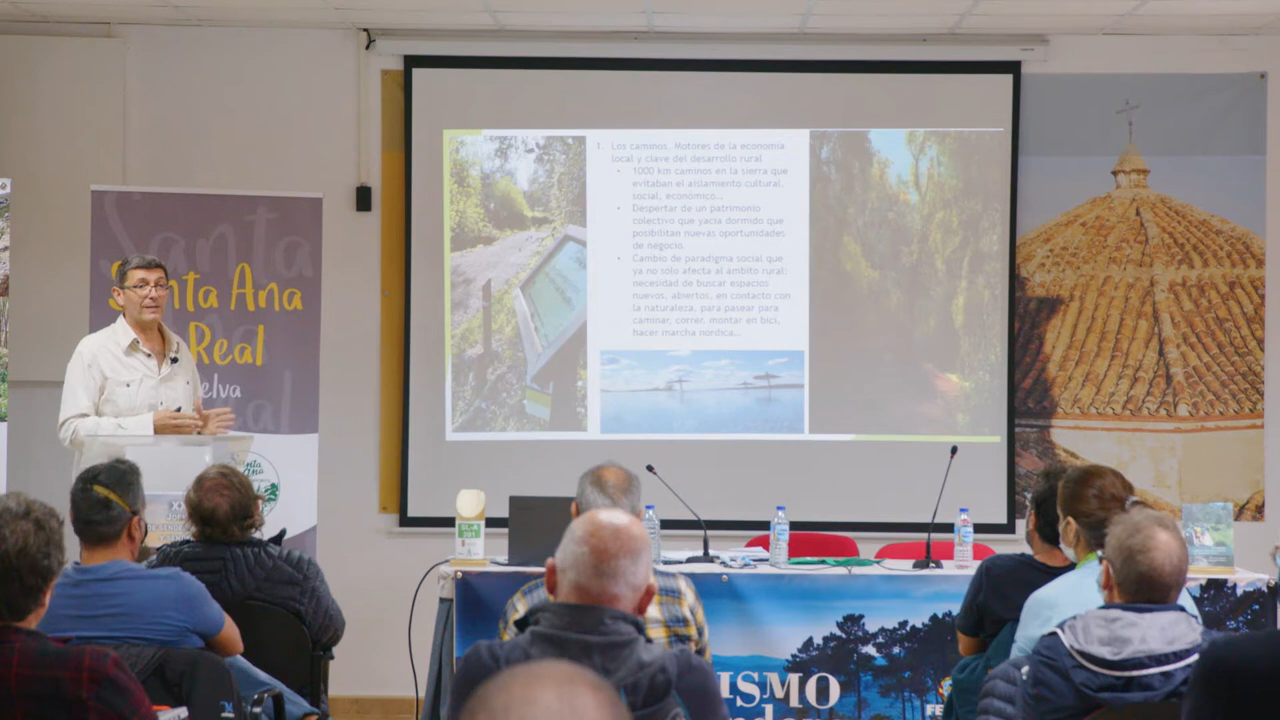 Santa
Santa Ana
Real
elva
1. Los caminos. Motores de la economía
local y clave del desarrollo rural
• 1000 km caminos en la sierra que
evitaban el aislamiento cultural,
social, económico...
• Despertar de un patrimonio
colectivo que yacía dormido que
posibilitan nuevas oportunidades
de negocio.
• Cambio de paradigma social que
ya no solo afecta al ámbito rural:
necesidad de buscar espacios
nuevos, abiertos, en contacto con
la naturaleza, para pasear para
caminar, correr, montar en bici,
hacer marcha nórdica...
Ana
ISMO
FE